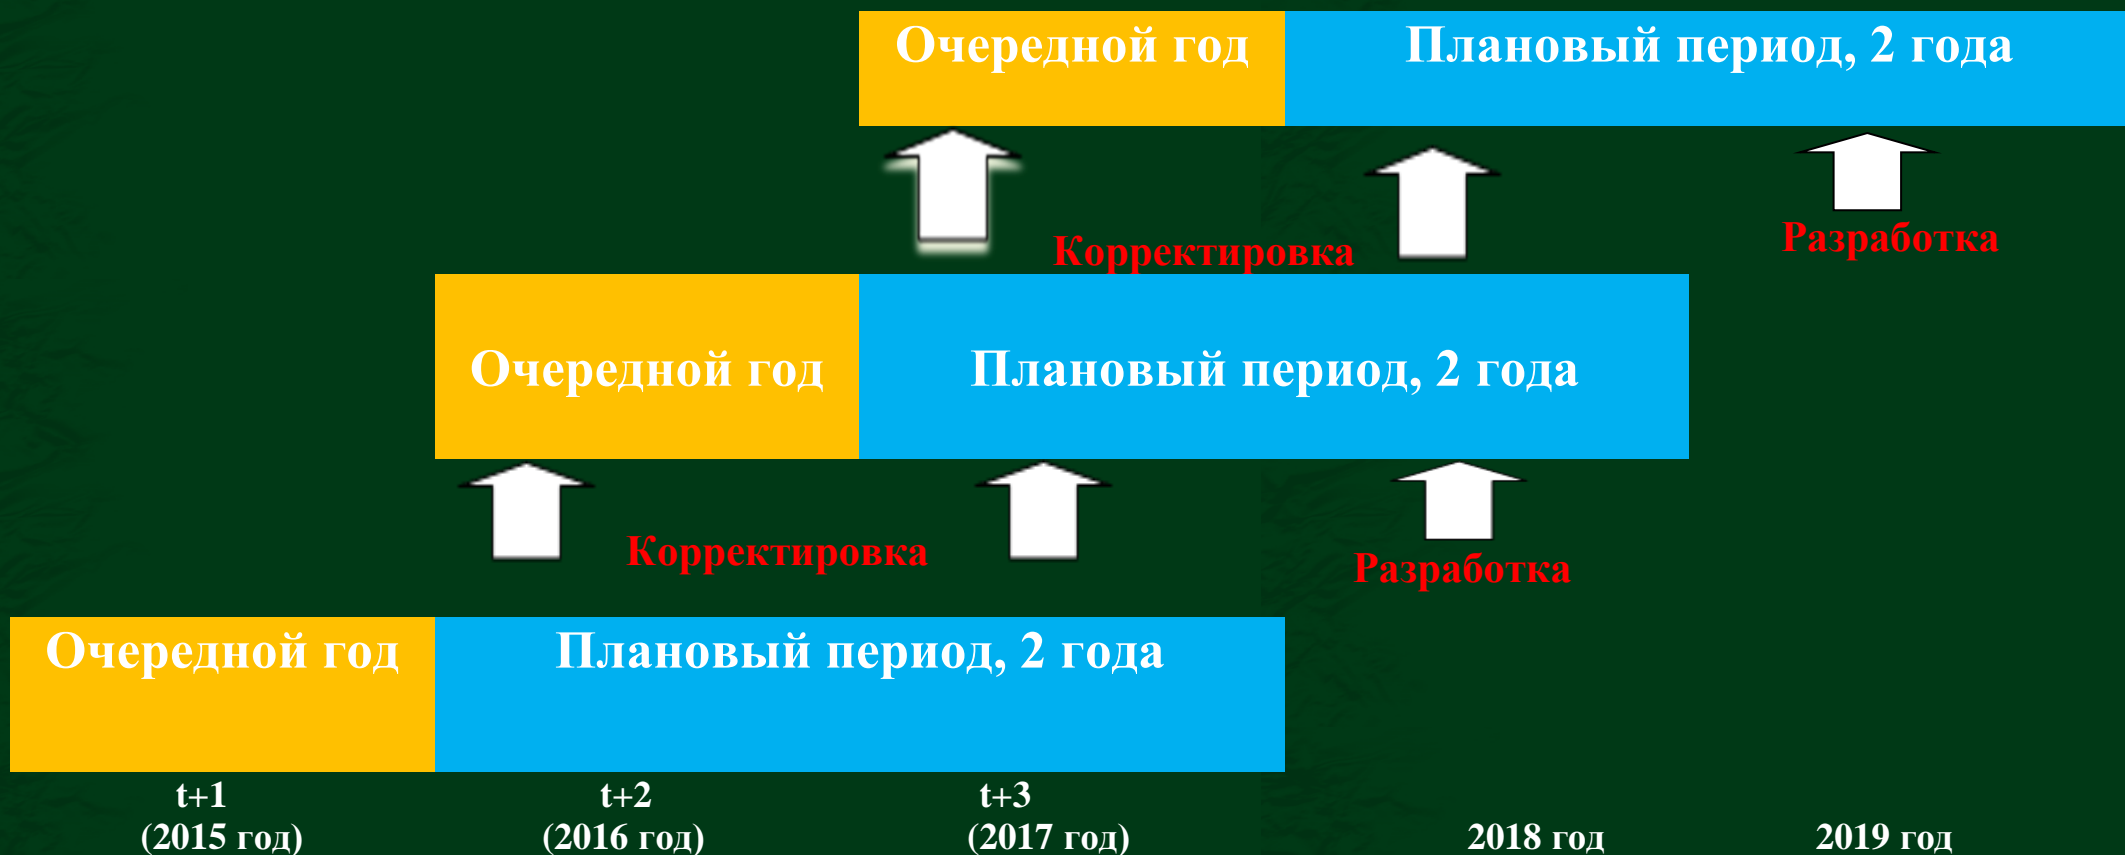 Очередной год
Плановый период, 2 года
Корректировка
Разработка
Очередной год
Плановый период, 2 года
Корректировка
Разработка
Очередной год
Плановый период, 2 года
t+1
(2015 год)
t+2
(2016 год)
t+3
(2017 год)
2018 год
2019 год